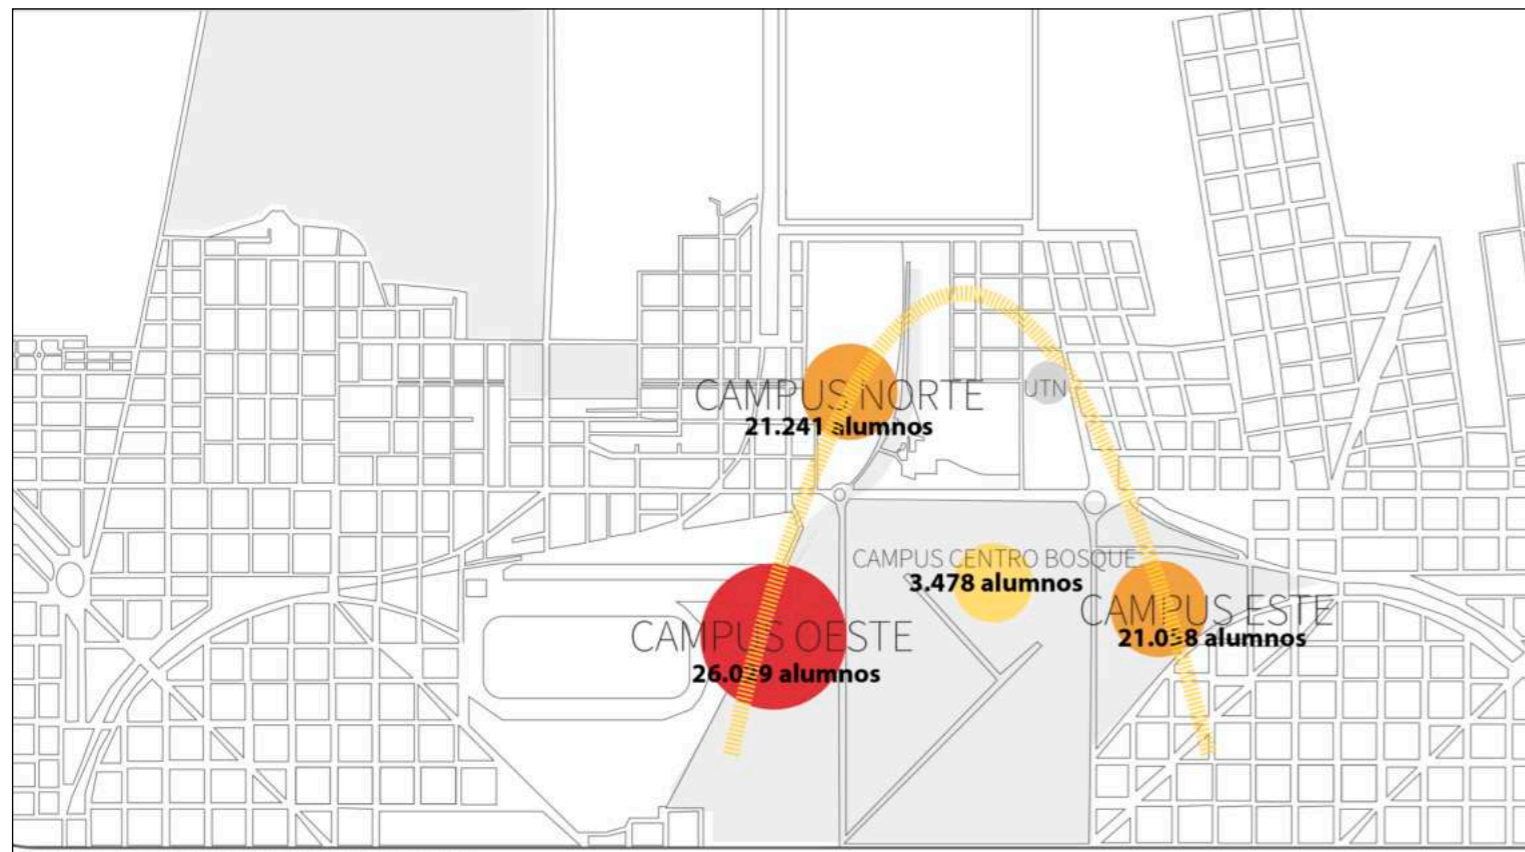 CAMPUS NORTE
21.241 alumnos
UTN
CAMPUS CENTRO BOSQUE
3.478 alumnos
CAMPUS ESTE
alumnos
CAMPUS OESTE
alumnos